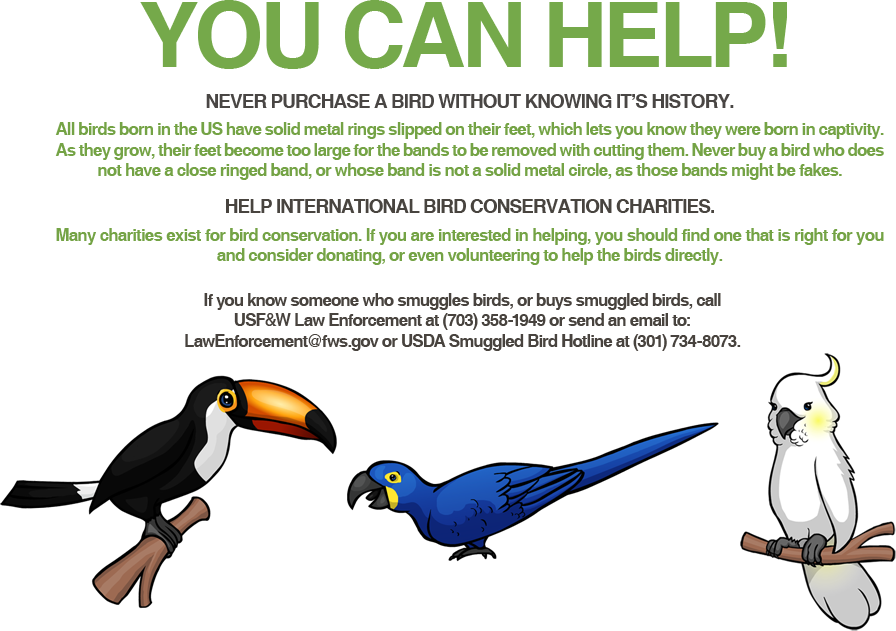 YOU CAN HELP!
NEVER PURCHASE A BIRD WITHOUT KNOWING IT'S HISTORY.
All birds born in the US have solid metal rings slipped on their feet, which lets you know they were born in captivity.
As they grow, their feet become too large for the bands to be removed with cutting them. Never buy a bird who does
not have a close ringed band, or whose band is not a solid metal circle, as those bands might be fakes.
HELP INTERNATIONAL BIRD CONSERVATION CHARITIES.
Many charities exist for bird conservation. If you are interested in helping, you should find one that is right for you
and consider donating, or even volunteering to help the birds directly.
If you know someone who smuggles birds, or buys smuggled birds, call
USF&W Law Enforcement at (703) 358-1949 or send an email to:
LawEnforcement@fws.gov or USDA Smuggled Bird Hotline at (301) 734-8073.